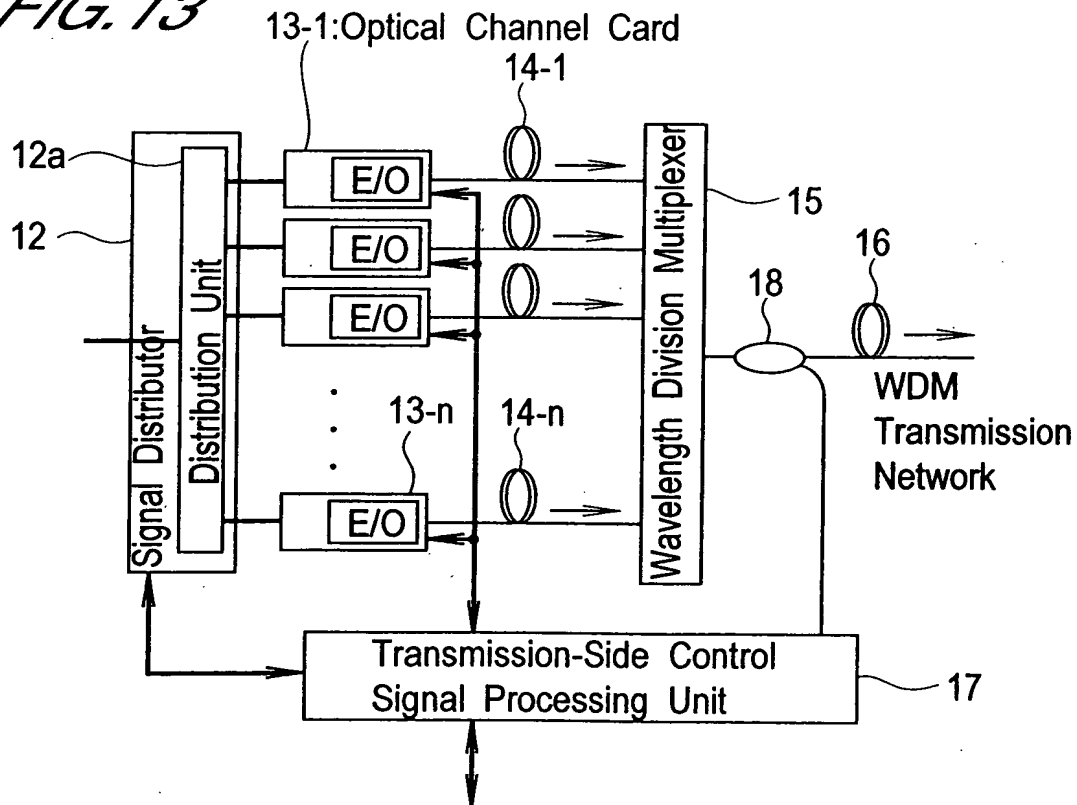 FIG. 13
13-1:Optical Channel Card
14-1
12a
12
E/O
E/O
E/O
13-n
14-n
E/O
Signal Distributor
Distribution Unit
Wavelength Division Multiplexer
15
18
16
WDM
Transmission
Network
Transmission-Side Control
Signal Processing Unit
17